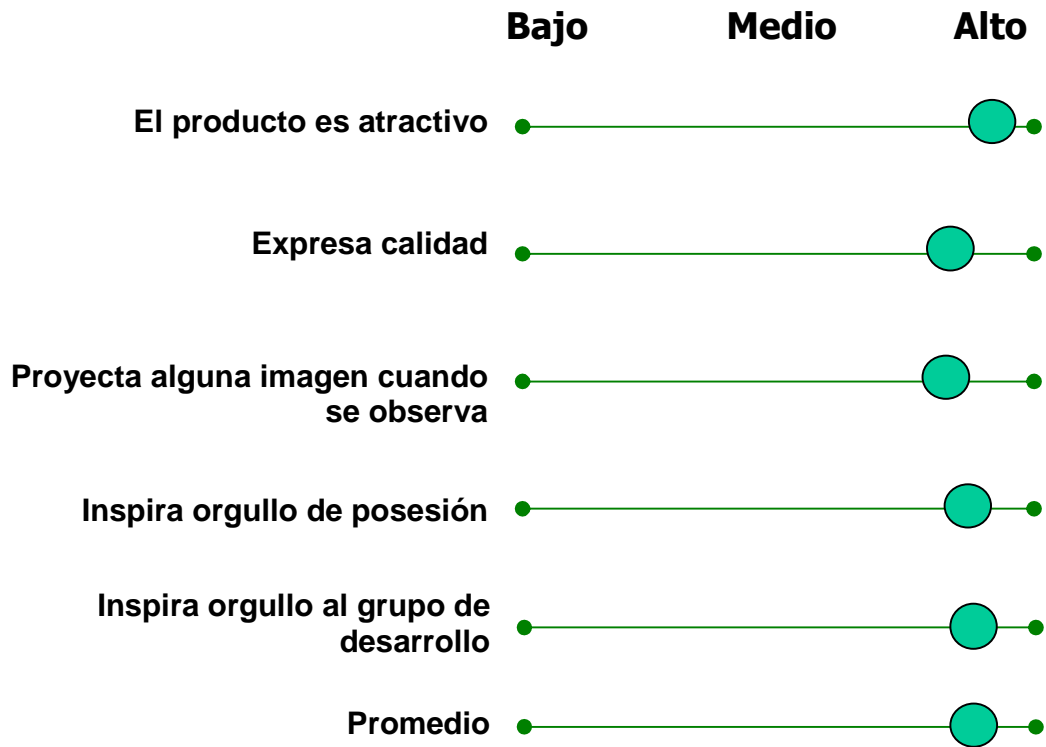 Bajo Medio Alto
El producto es atractivo
Expresa calidad
Proyecta alguna imagen cuando
se observa
Inspira orgullo de posesión
Inspira orgullo al grupo de
desarrollo
Promedio